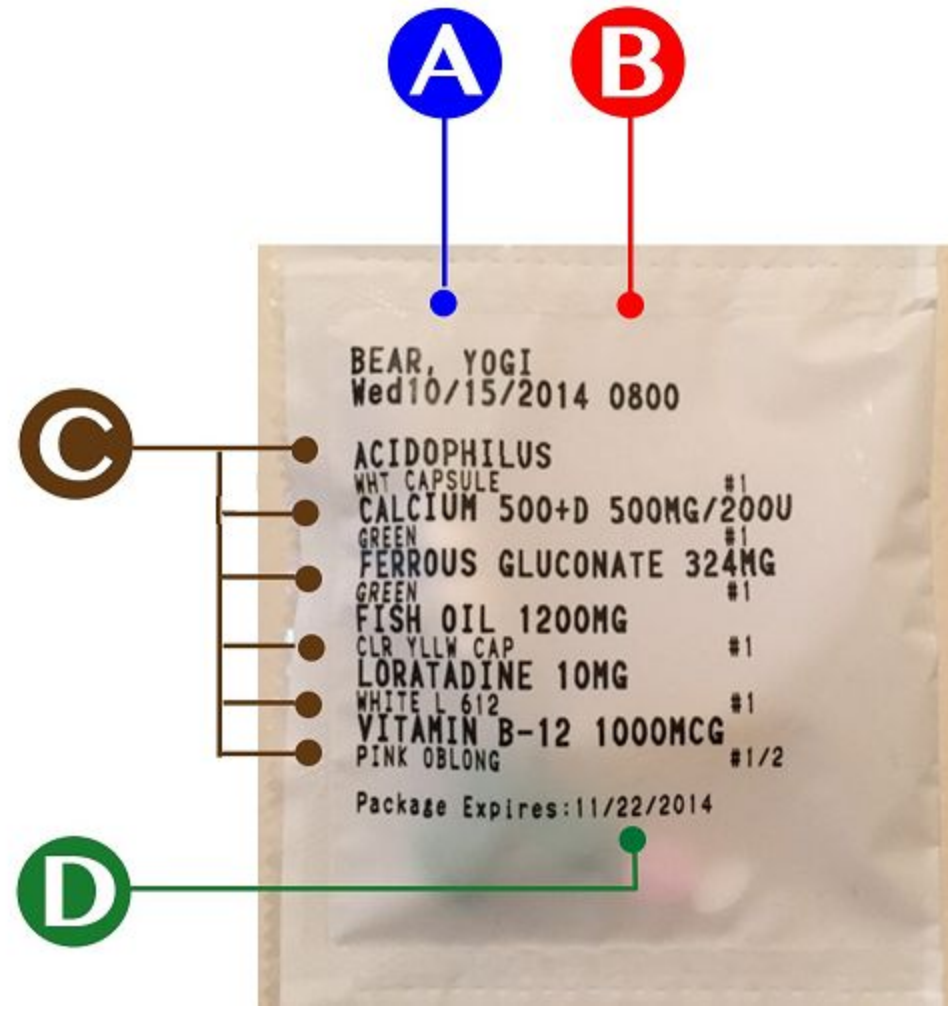 A B
BEAR, YOGI
Wed10/15/2014 0800
C
ACIDOPHILUS
WHT CAPSULE #1
CALCIUM 500+D 500MG/200U
GREEN #1
FERROUS GLUCONATE 324MG
GREEN #1
FISH OIL 1200MG
CLR YLLW CAP #1
LORATADINE 10MG
WHITE L 612 #1
VITAMIN B-12 1000MCG
PINK OBLONG #1/2
Package Expires:11/22/2014
D